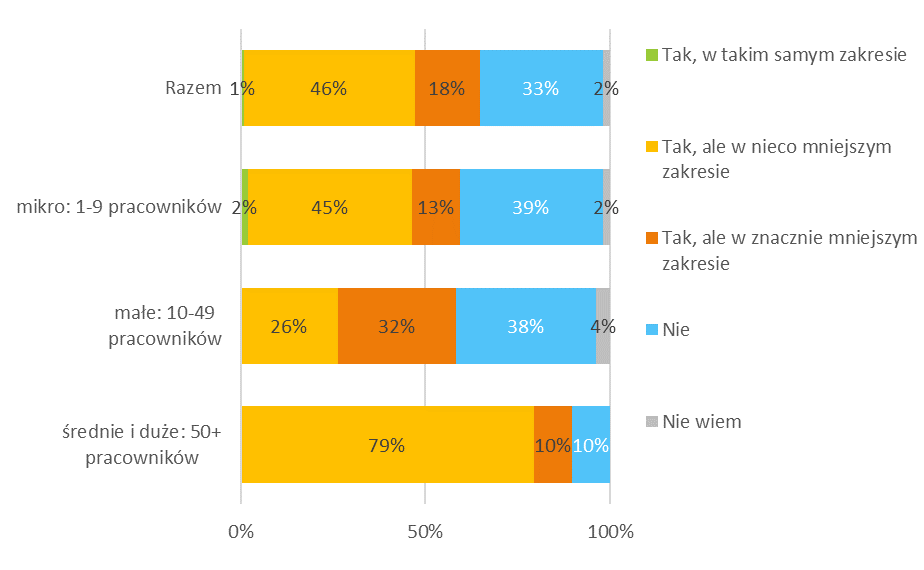 Razem
1%
46%
18%
33%
2%
mikro: 1-9 pracowników
2%
45%
13%
39%
2%
małe: 10-49
pracowników
26%
32%
38%
4%
średnie i duże: 50+
pracowników
79%
10%
10%
0%
50%
100%
Tak, w takim samym zakresie
Tak, ale w nieco mniejszym
zakresie
Tak, ale w znacznie mniejszym
zakresie
Nie
Nie wiem